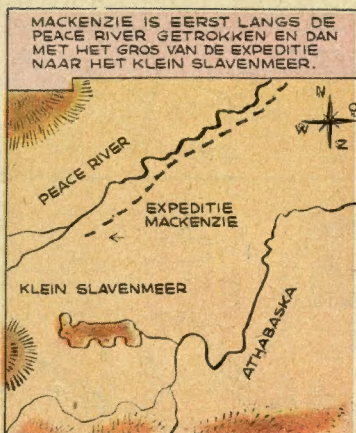 MACKENZIE IS EERST LANGS DE
PEACE RIVER GETROKKEN EN DAN
MET HET GROS VAN DE EXPEDITIE
NAAR HET KLEIN SLAVENMEER.
N
W O
Z
PEACE RIVER
EXPEDITIE
MACKENZIE
KLEIN SLAVENMEER
ATHABASKA